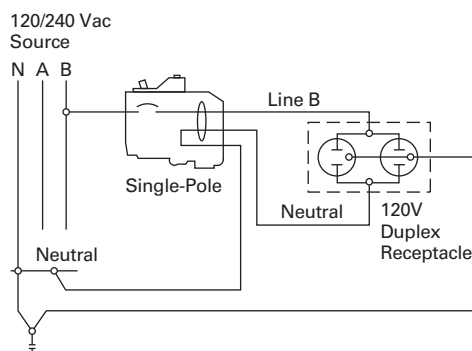 120/240 Vac
Source
N A B
Line B
Single-Pole
Neutral
120V
Duplex
Receptacle
Neutral